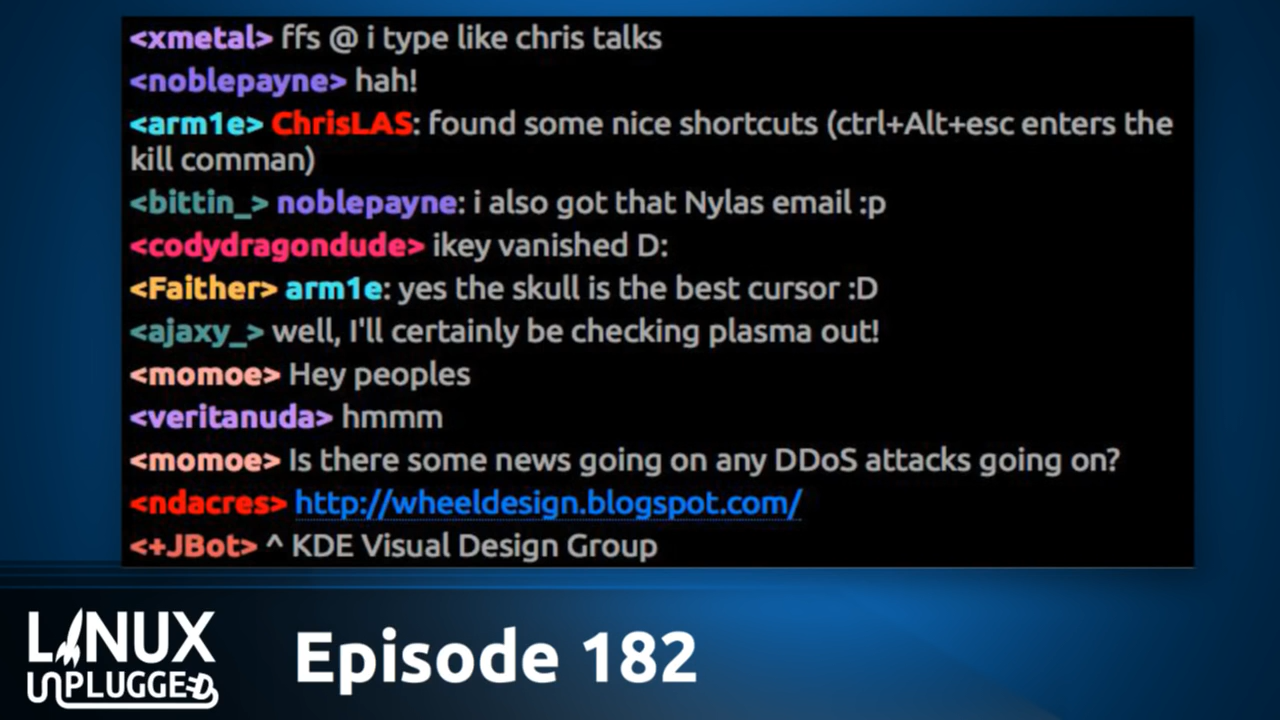 <xmetal> ffs @ i type like chris talks
<noblepayne> hah!
<arm1e> ChrisLAS: found some nice shortcuts (ctrl+Alt+esc enters the
kill comman)
<bittin_> noblepayne: i also got that Nylas email :p
<codydragondude> ikey vanished D:
<Faither> arm1e: yes the skull is the best cursor :D
<ajaxy_> well, I'll certainly be checking plasma out!
<momoe> Hey peoples
<veritanuda> hmmm
<momoe> Is there some news going on any DDoS attacks going on?
<ndacres> http://wheeldesign.blogspot.com/
<+JBot> ^ KDE Visual Design Group
LINUX
UNPLUGGED
Episode 182